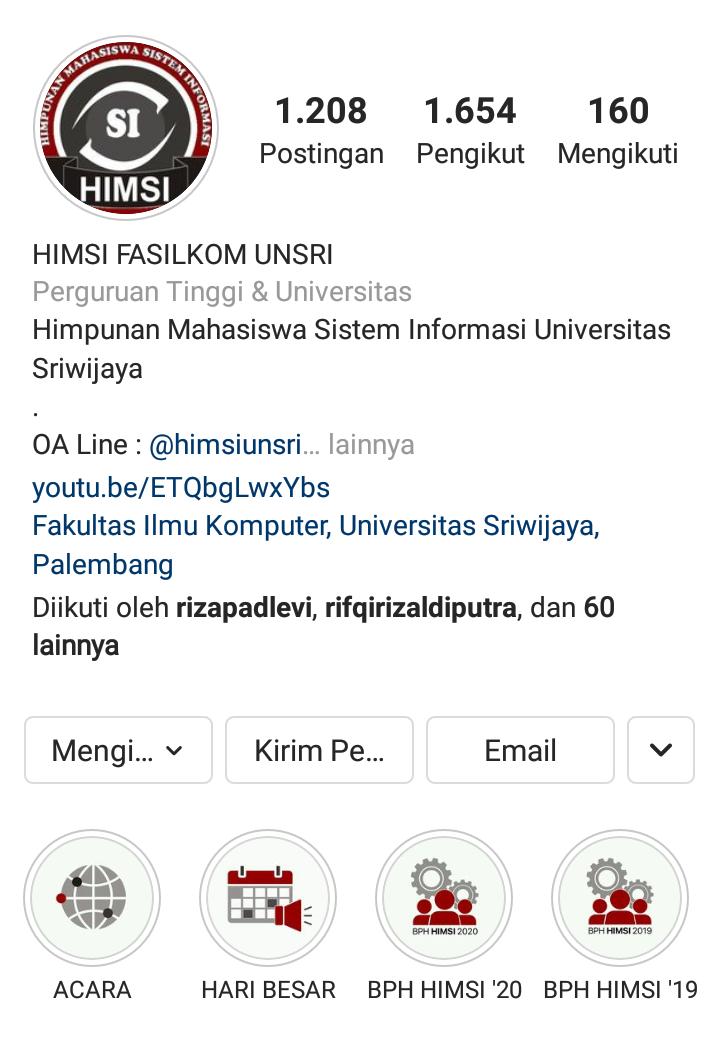 HIMPUNAN MAHASISWA SISTEM INFORMASI
SI
HIMSI
1.208 1.654 160
Postingan Pengikut Mengikuti
HIMSI FASILKOM UNSRI
Perguruan Tinggi & Universitas
Himpunan Mahasiswa Sistem Informasi Universitas
Sriwijaya
.
OA Line : @himsiunsri... lainnya
youtu.be/ETQbgLwxYbs
Fakultas Ilmu Komputer, Universitas Sriwijaya,
Palembang
Diikuti oleh rizapadlevi, rifqirizaldiputra, dan 60
lainnya
Mengi... Kirim Pe... Email
BPH HIMSI 2020 BPH HIMSI 2019
ACARA HARI BESAR BPH HIMSI '20 BPH HIMSI '19